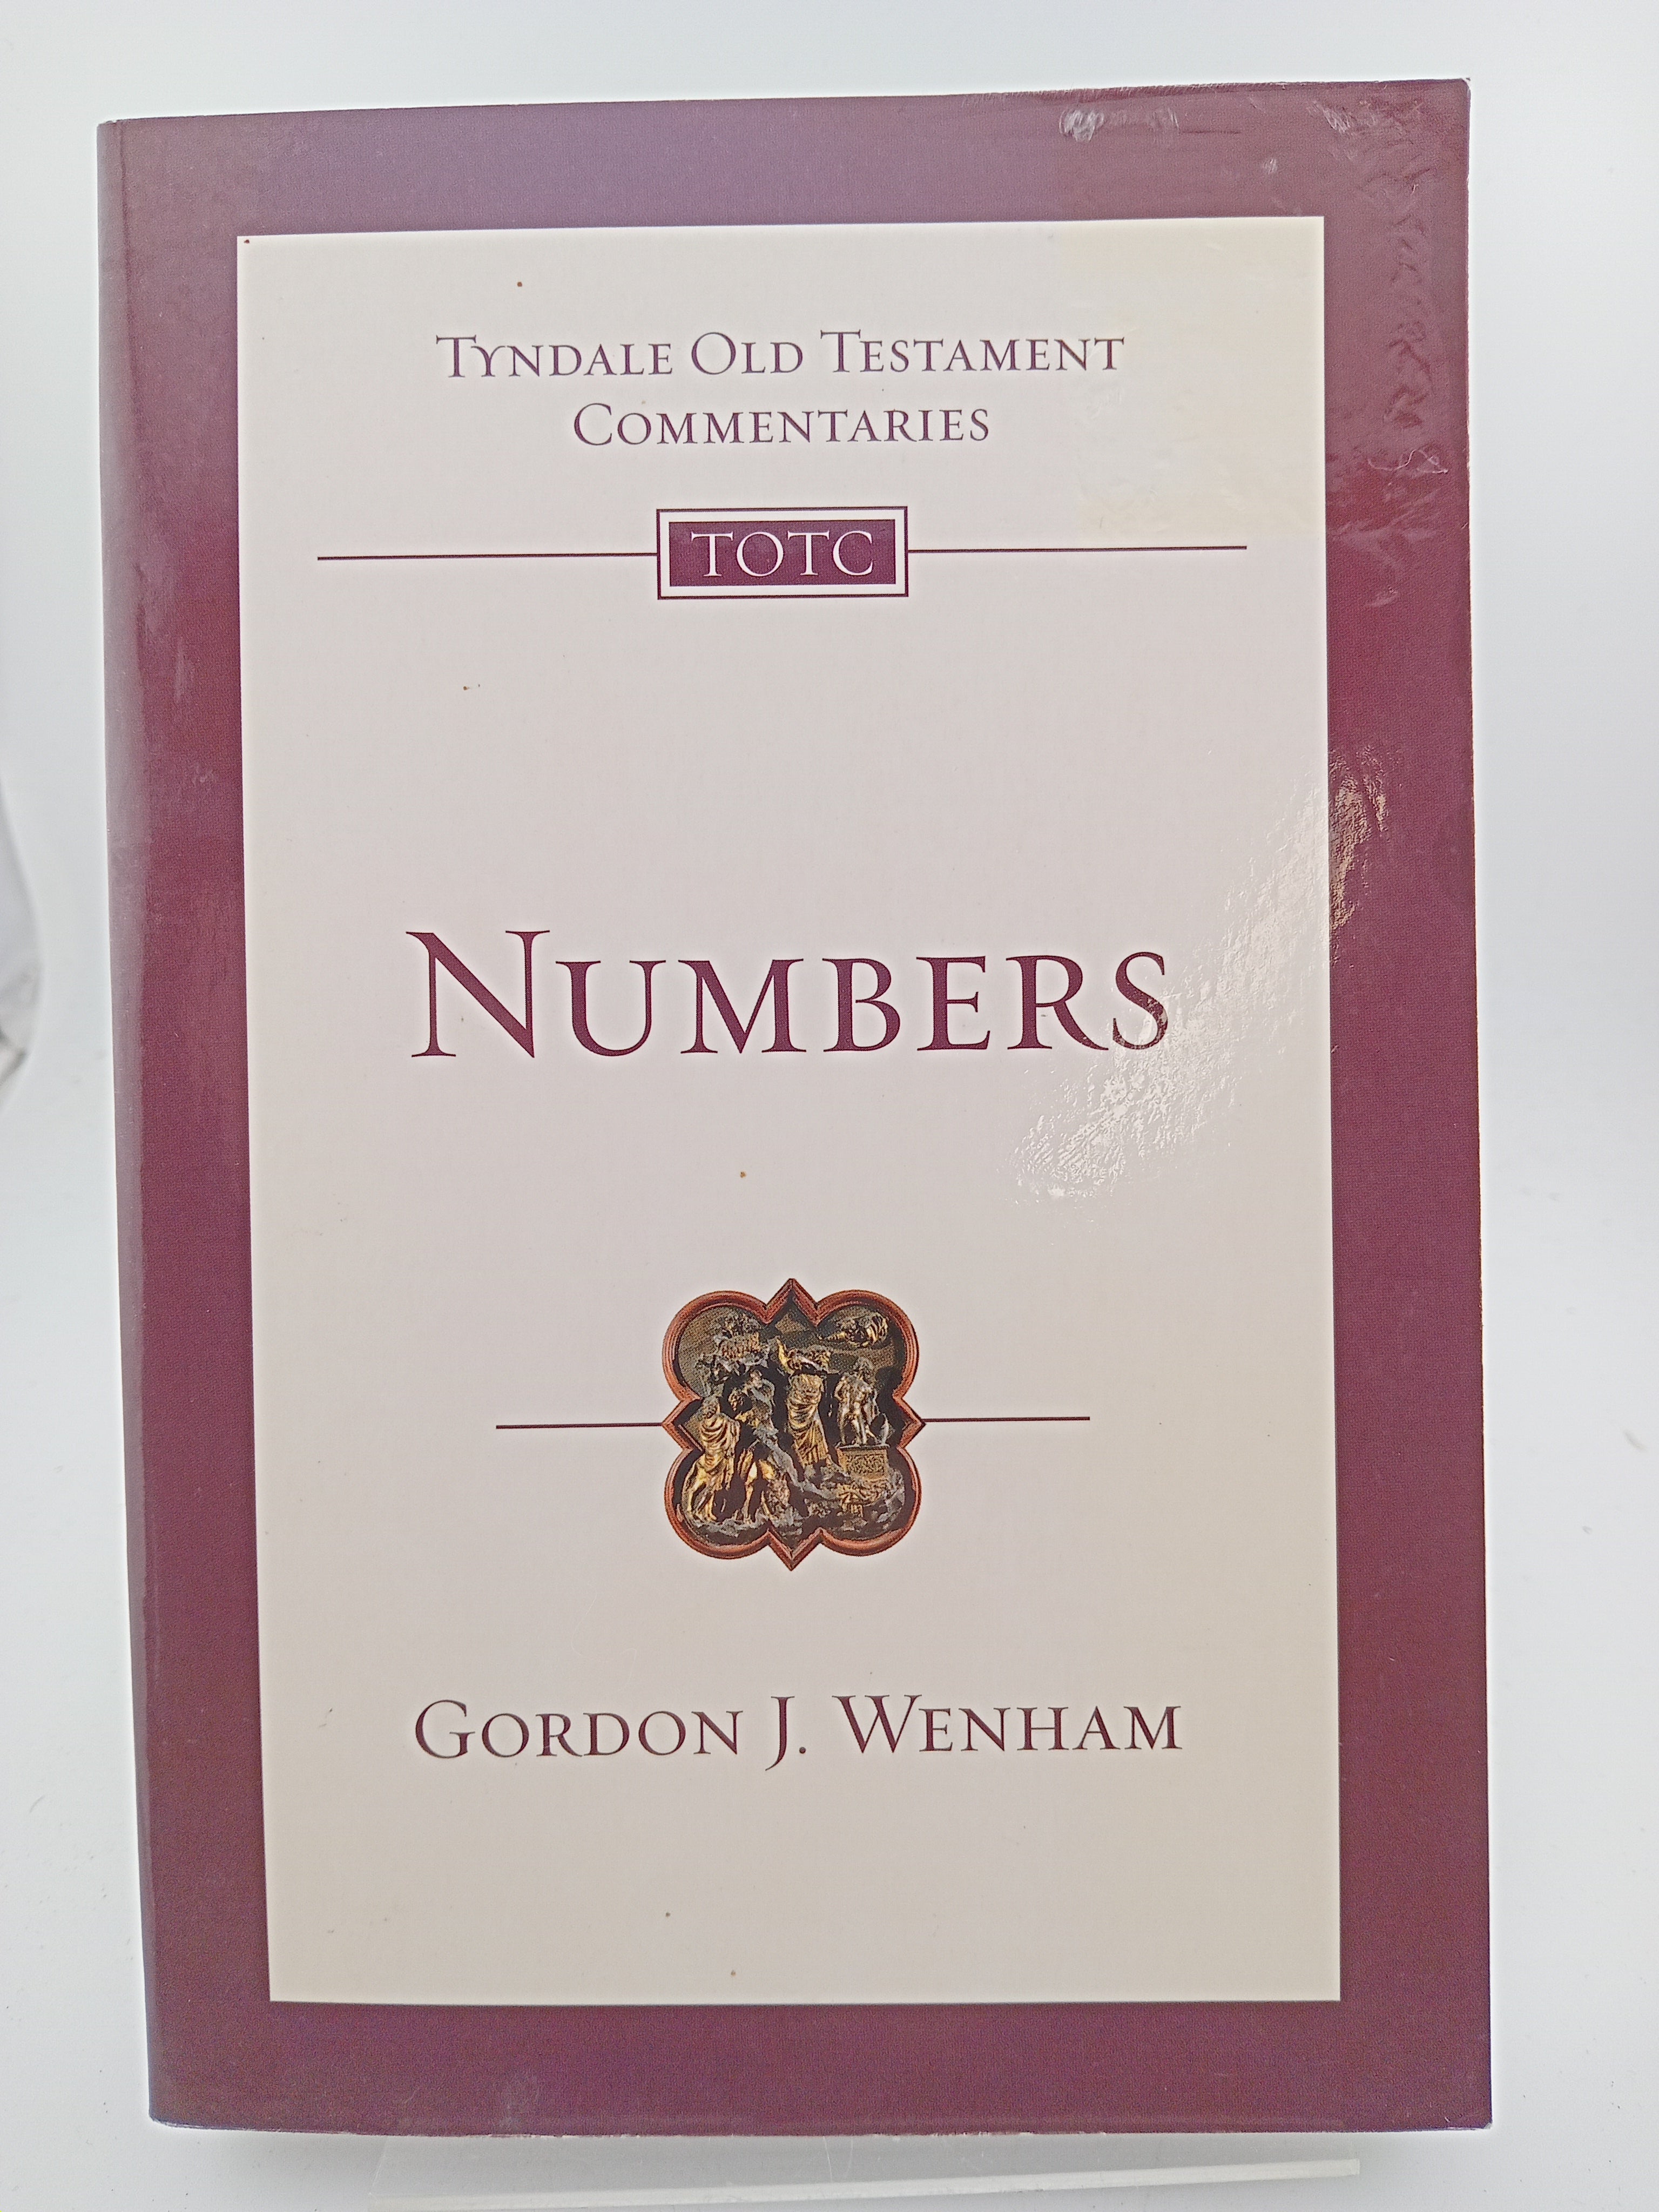 Tyndale Old Testament
Commentaries
TOTC
Numbers
Gordon J. Wenham